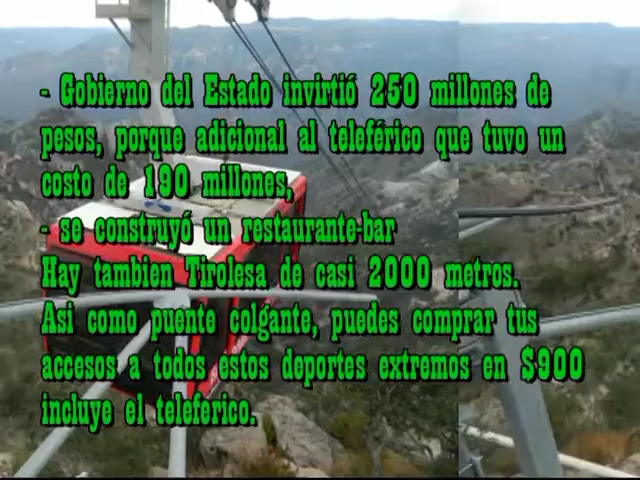 - Gobierno del Estado invirtió 250 millones de
pesos, porque adicional al teleférico que tuvo un
costo de 190 millones,
- se construyó un restaurante-bar
Hay tambien Tirolesa de casi 2000 metros.
Asi como puente colgante, puedes comprar tus
accesos a todos estos deportes extremos en $900
incluye el teleferico.